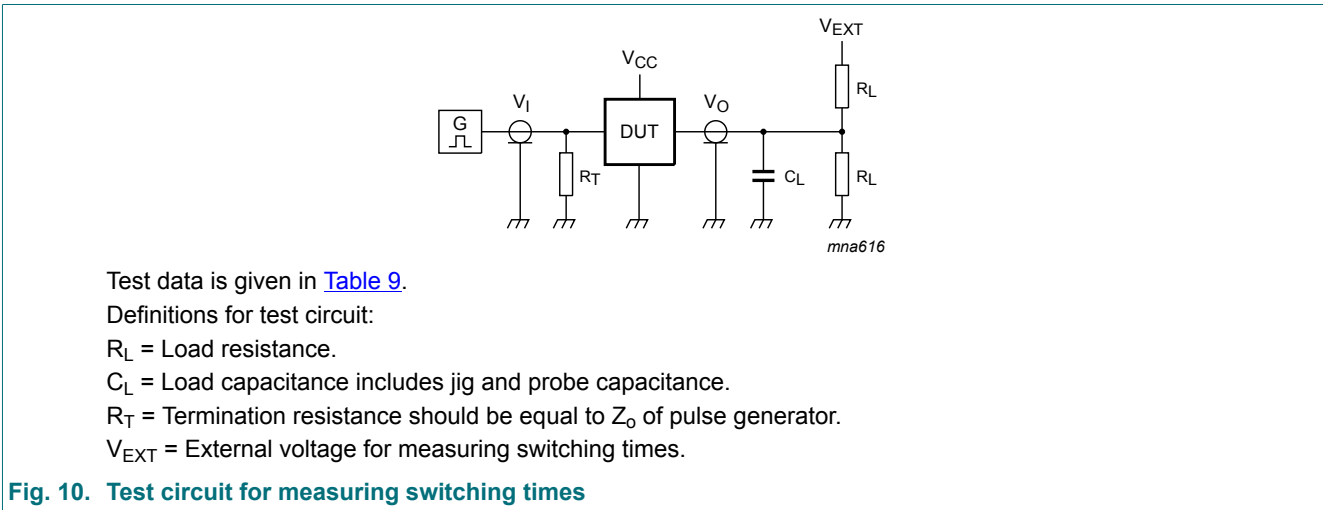 VEXT
VCC
RL
VI
VO
G
DUT
RT
CL
RL
mna616
Test data is given in Table 9.
Definitions for test circuit:
RL = Load resistance.
CL = Load capacitance includes jig and probe capacitance.
RT = Termination resistance should be equal to Zo of pulse generator.
VEXT = External voltage for measuring switching times.
Fig. 10. Test circuit for measuring switching times